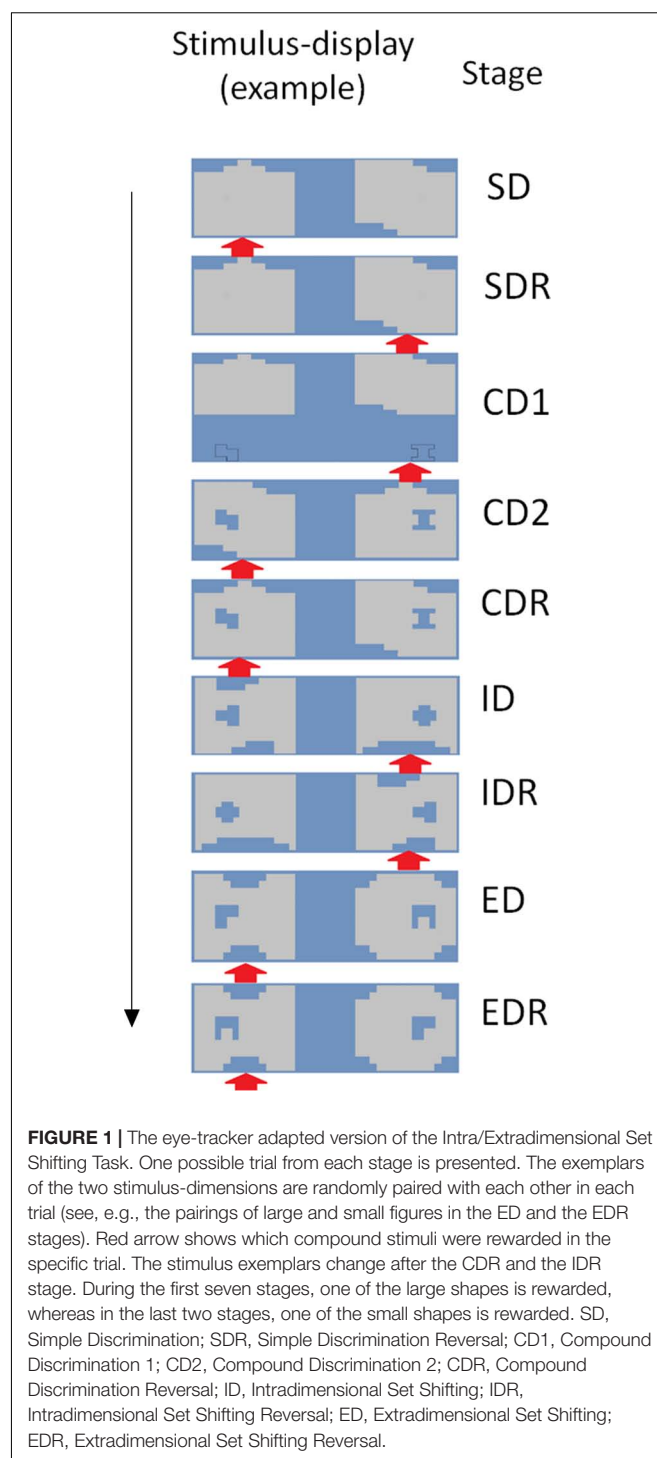 Stimulus-display
(example)
Stage
SD
SDR
CD1
CD2
CDR
ID
IDR
ED
EDR
FIGURE 1 | The eye-tracker adapted version of the Intra/Extradimensional Set
Shifting Task. One possible trial from each stage is presented. The exemplars
of the two stimulus-dimensions are randomly paired with each other in each
trial (see, e.g., the pairings of large and small figures in the ED and the EDR
stages). Red arrow shows which compound stimuli were rewarded in the
specific trial. The stimulus exemplars change after the CDR and the IDR
stage. During the first seven stages, one of the large shapes is rewarded,
whereas in the last two stages, one of the small shapes is rewarded. SD,
Simple Discrimination; SDR, Simple Discrimination Reversal; CD1, Compound
Discrimination 1; CD2, Compound Discrimination 2; CDR, Compound
Discrimination Reversal; ID, Intradimensional Set Shifting; IDR,
Intradimensional Set Shifting Reversal; ED, Extradimensional Set Shifting;
EDR, Extradimensional Set Shifting Reversal.